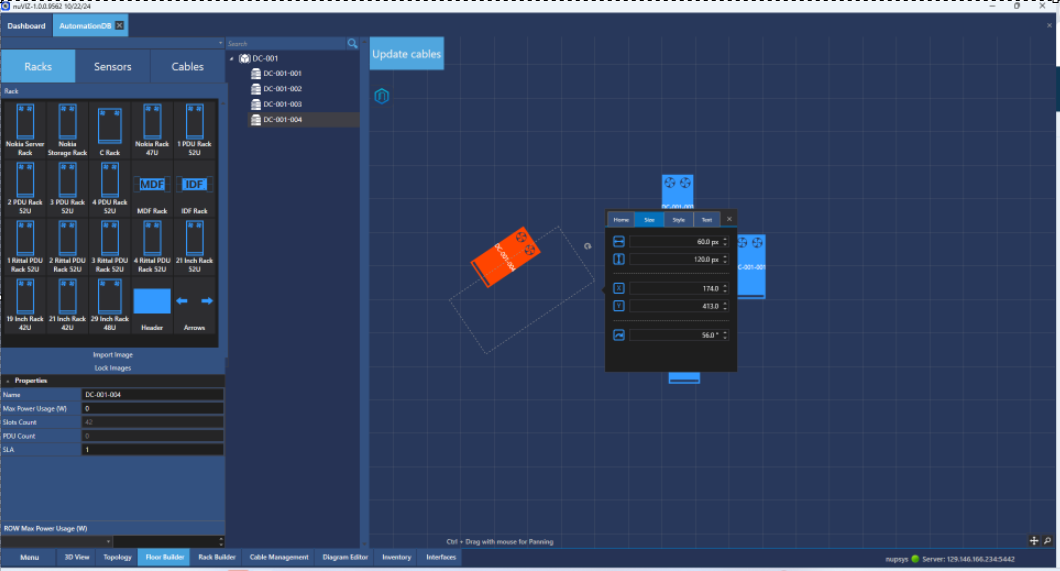 nuVIZ-1.0.0.9562 10/22/24
Dashboard
AutomationDB
Racks Sensors Cables
Search
Update cables
DC-001
DC-001-001
DC-001-002
DC-001-003
DC-001-004
Rack
Nokia Server Rack
Nokia Storage Rack
C Rack
Nokia Rack 47U
1 PDU Rack 52U
2 PDU Rack 52U
3 PDU Rack 52U
4 PDU Rack 52U
MDF
MDF Rack
IDF
IDF Rack
1 Rittal PDU Rack 52U
2 Rittal PDU Rack 52U
3 Rittal PDU Rack 52U
4 Rittal PDU Rack 52U
21 Inch Rack 52U
19 Inch Rack 42U
21 Inch Rack 42U
29 Inch Rack 48U
Header
Arrows
Import Image
Lock Images
Properties
Name DC-001-004
Max Power Usage (W) 0
Slots Count 42
PDU Count 0
SLA 1
ROW Max Power Usage (W)
DC-001-003
DC-001-004
DC-001-001
Home Size Style Text
60.0 px
120.0 px
X 174.0
Y 413.0
56.0 °
Ctrl + Drag with mouse for Panning
Menu 3D View Topology Floor Builder Rack Builder Cable Management Diagram Editor Inventory Interfaces
nupsys Server: 129.146.166.234:5442